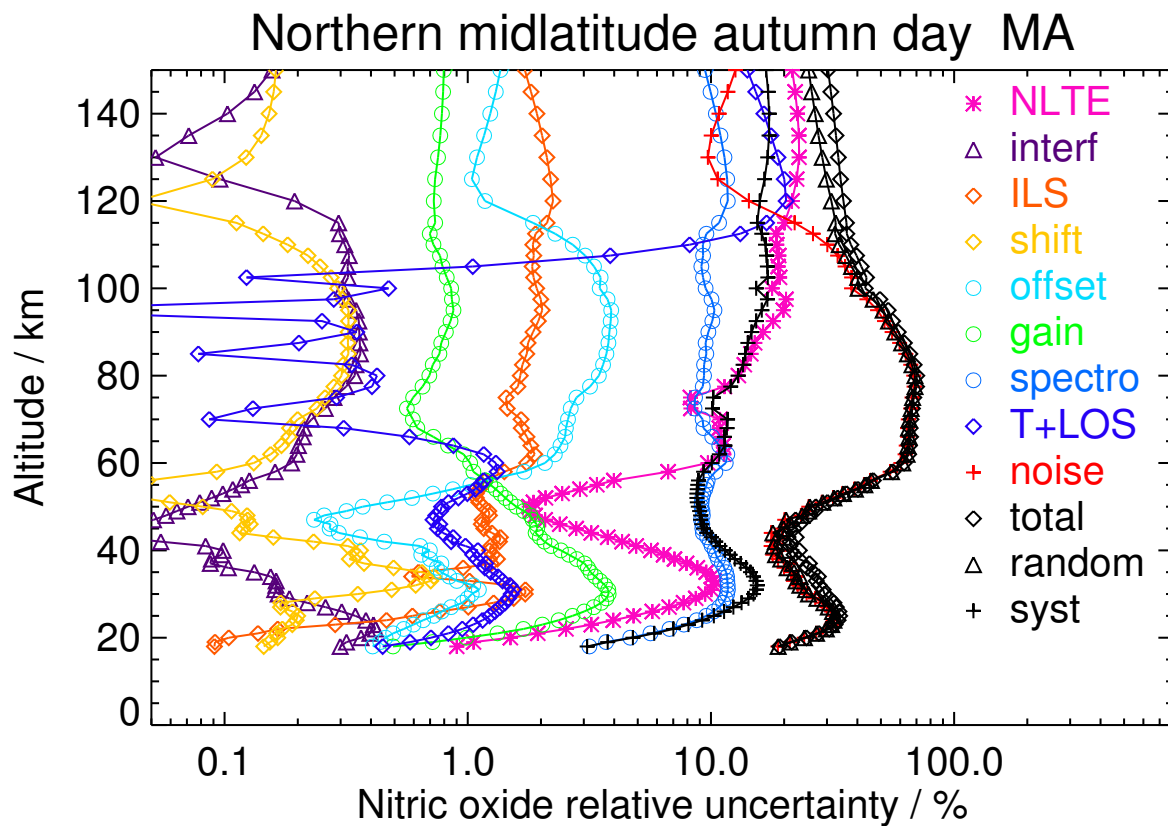 Northern midlatitude autumn day  MA
Altitude / km
140
120
100
80
60
40
20
0
NLTE
interf
ILS
shift
offset
gain
spectro
T+LOS
noise
total
random
syst
0.1
1.0
10.0
100.0
Nitric oxide relative uncertainty / %